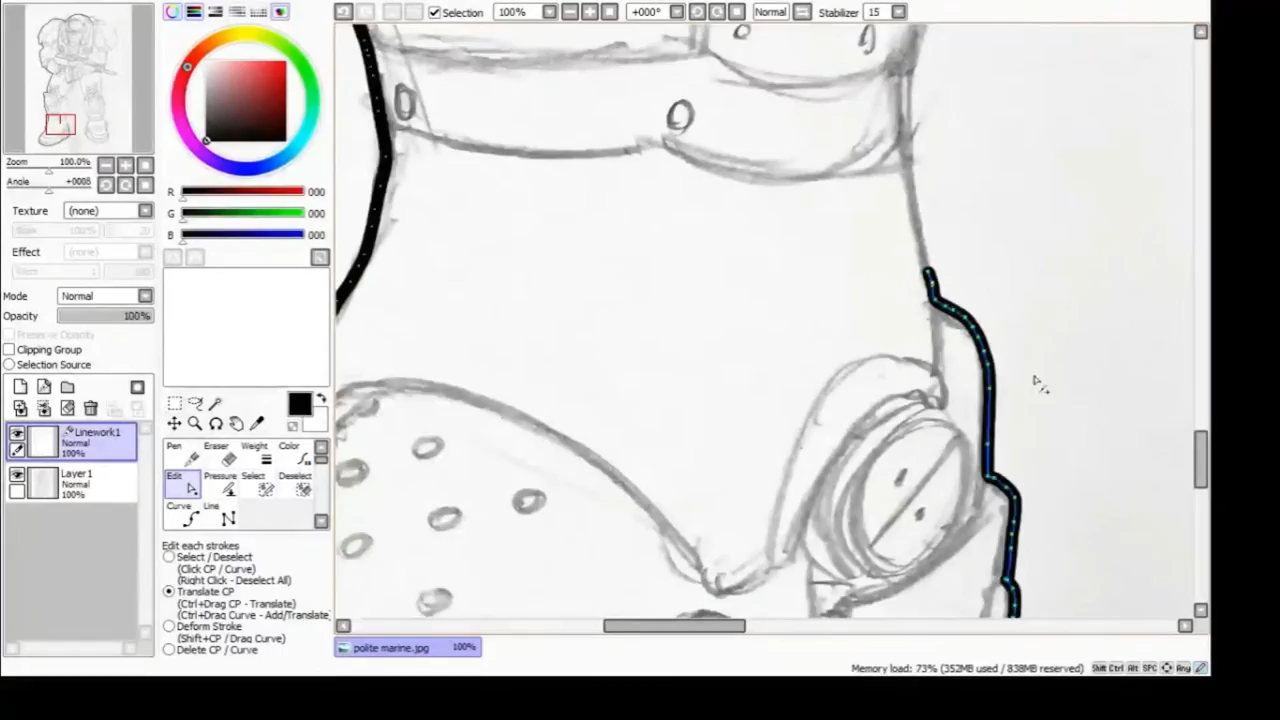 Selection 100% +000° Normal Stabilizer 15
Zoom 100.0%
Angle +0008
R 000
G 000
B 000
Texture (none)
Effect (none)
Mode Normal
Opacity 100%
Preserve Opacity
Clipping Group
Selection Source
Linework1
Normal
100%
Layer1
Normal
100%
Pen Eraser Weight Color
Edit Pressure Select Deselect
Curve Line
Edit each strokes
Select / Deselect
(Click CP / Curve)
(Right Click - Deselect All)
Translate CP
(Ctrl+Drag CP - Translate)
(Ctrl+Drag Curve - Add/Translate)
Deform Stroke
(Shift+CP / Drag Curve)
Delete CP / Curve
polite marine.jpg 100%
Memory load: 73% (352MB used / 838MB reserved) Shift Ctrl Alt SPC Any